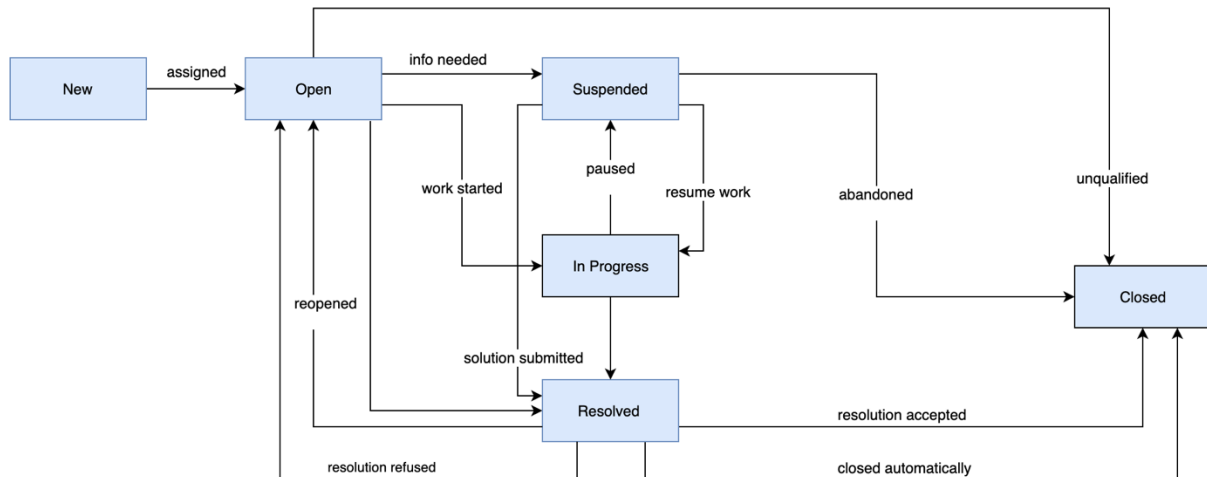 info needed
assigned
New
Open
Suspended
paused
unqualified
work started
resume work
abandoned
In Progress
Closed
reopened
solution submitted
Resolved
resolution accepted
resolution refused
closed automatically